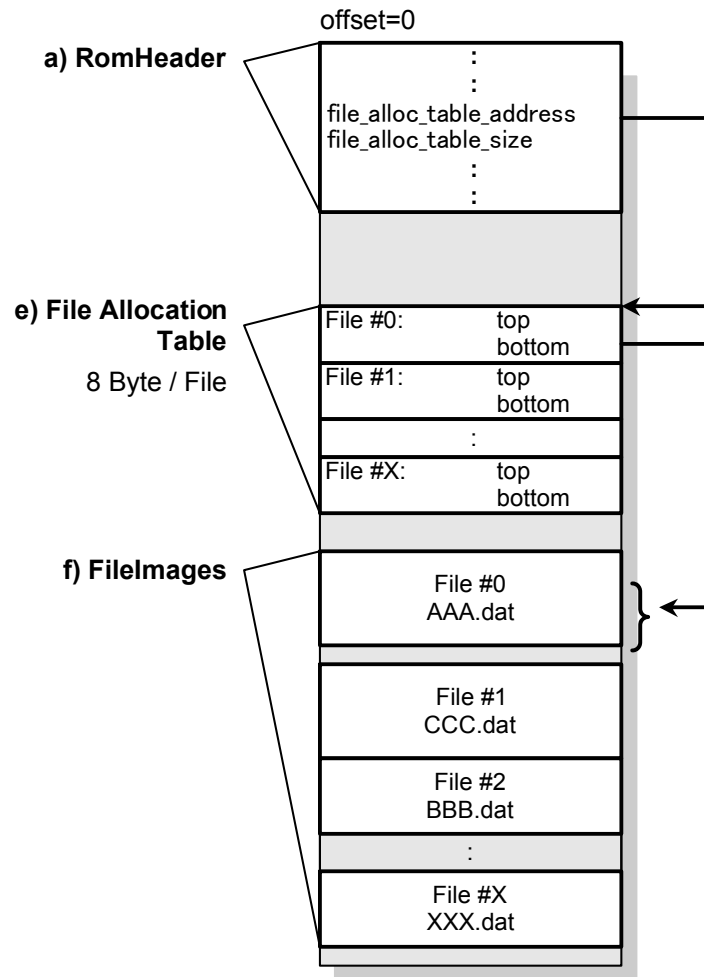 offset=0
a) RomHeader
:
:
file_alloc_table_address
file_alloc_table_size
:
:
e) File Allocation
Table
8 Byte / File
File #0: top
bottom
File #1: top
bottom
:
File #X: top
bottom
f) FileImages
File #0
AAA.dat
}
File #1
CCC.dat
File #2
BBB.dat
:
File #X
XXX.dat